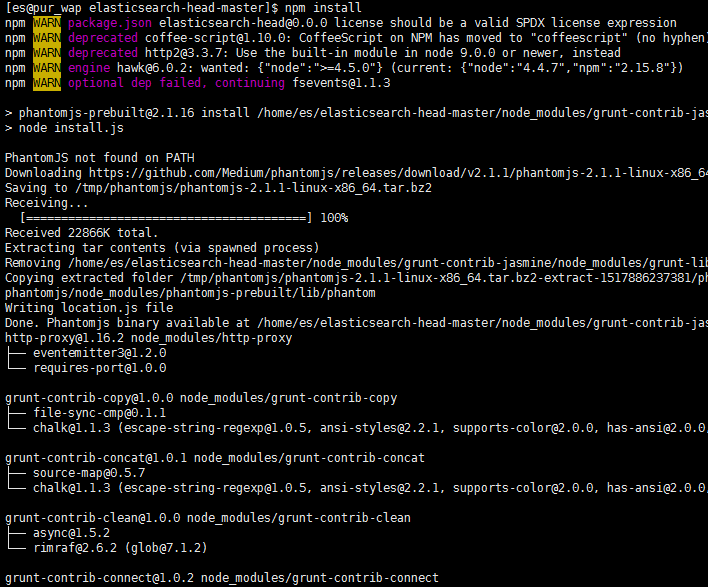 [es@pur_wap elasticsearch-head-master]$ npm install
npm WARN package.json elasticsearch-head@0.0.0 license should be a valid SPDX license expression
npm WARN deprecated coffee-script@1.10.0: CoffeeScript on NPM has moved to "coffeescript" (no hyphen)
npm WARN deprecated http2@3.3.7: Use the built-in module in node 9.0.0 or newer, instead
npm WARN engine hawk@6.0.2: wanted: {"node":">=4.5.0"} (current: {"node":"4.4.7","npm":"2.15.8"})
npm WARN optional dep failed, continuing fsevents@1.1.3
> phantomjs-prebuilt@2.1.16 install /home/es/elasticsearch-head-master/node_modules/grunt-contrib-jas
> node install.js
PhantomJS not found on PATH
Downloading https://github.com/Medium/phantomjs/releases/download/v2.1.1/phantomjs-2.1.1-linux-x86_64
Saving to /tmp/phantomjs/phantomjs-2.1.1-linux-x86_64.tar.bz2
Receiving...
[========================================] 100%
Received 22866K total.
Extracting tar contents (via spawned process)
Removing /home/es/elasticsearch-head-master/node_modules/grunt-contrib-jasmine/node_modules/grunt-lib
Copying extracted folder /tmp/phantomjs/phantomjs-2.1.1-linux-x86_64.tar.bz2-extract-1517886237381/ph
phantomjs/node_modules/phantomjs-prebuilt/lib/phantom
Writing location.js file
Done. Phantomjs binary available at /home/es/elasticsearch-head-master/node_modules/grunt-contrib-jas
http-proxy@1.16.2 node_modules/http-proxy
├── eventemitter3@1.2.0
└── requires-port@1.0.0
grunt-contrib-copy@1.0.0 node_modules/grunt-contrib-copy
├── file-sync-cmp@0.1.1
└── chalk@1.1.3 (escape-string-regexp@1.0.5, ansi-styles@2.2.1, supports-color@2.0.0, has-ansi@2.0.0,
grunt-contrib-concat@1.0.1 node_modules/grunt-contrib-concat
├── source-map@0.5.7
└── chalk@1.1.3 (escape-string-regexp@1.0.5, ansi-styles@2.2.1, supports-color@2.0.0, has-ansi@2.0.0,
grunt-contrib-clean@1.0.0 node_modules/grunt-contrib-clean
├── async@1.5.2
└── rimraf@2.6.2 (glob@7.1.2)
grunt-contrib-connect@1.0.2 node_modules/grunt-contrib-connect